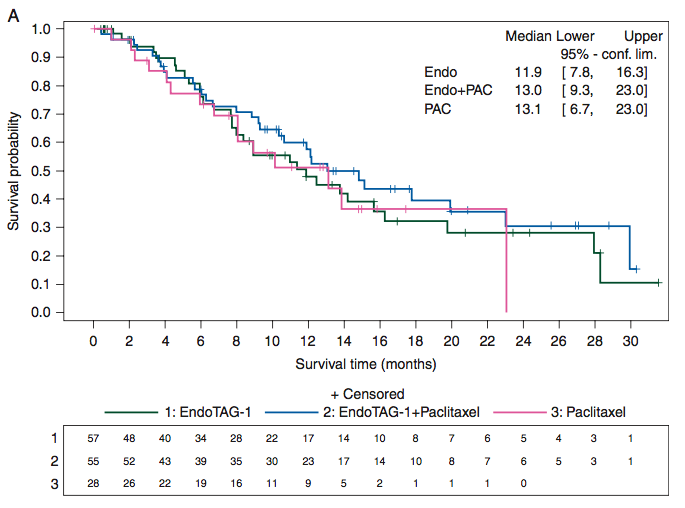 A
Median Lower Upper
95% - conf. lim.
Endo 11.9 [ 7.8, 16.3]
Endo+PAC 13.0 [ 9.3, 23.0]
PAC 13.1 [ 6.7, 23.0]
Survival probability
1.0
0.9
0.8
0.7
0.6
0.5
0.4
0.3
0.2
0.1
0.0
0 2 4 6 8 10 12 14 16 18 20 22 24 26 28 30
Survival time (months)
+ Censored
1: EndoTAG-1 2: EndoTAG-1+Paclitaxel 3: Paclitaxel
1 57 48 40 34 28 22 17 14 10 8 7 6 5 4 3 1
2 55 52 43 39 35 30 23 17 14 10 8 7 6 5 3 1
3 28 26 22 19 16 11 9 5 2 1 1 1 0